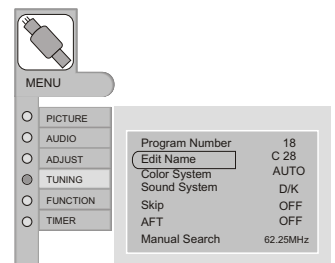 MENU
PICTURE
AUDIO
ADJUST
TUNING
FUNCTION
TIMER
Program Number 18
Edit Name C 28
Color System AUTO
Sound System D/K
Skip OFF
AFT OFF
Manual Search 62.25MHz